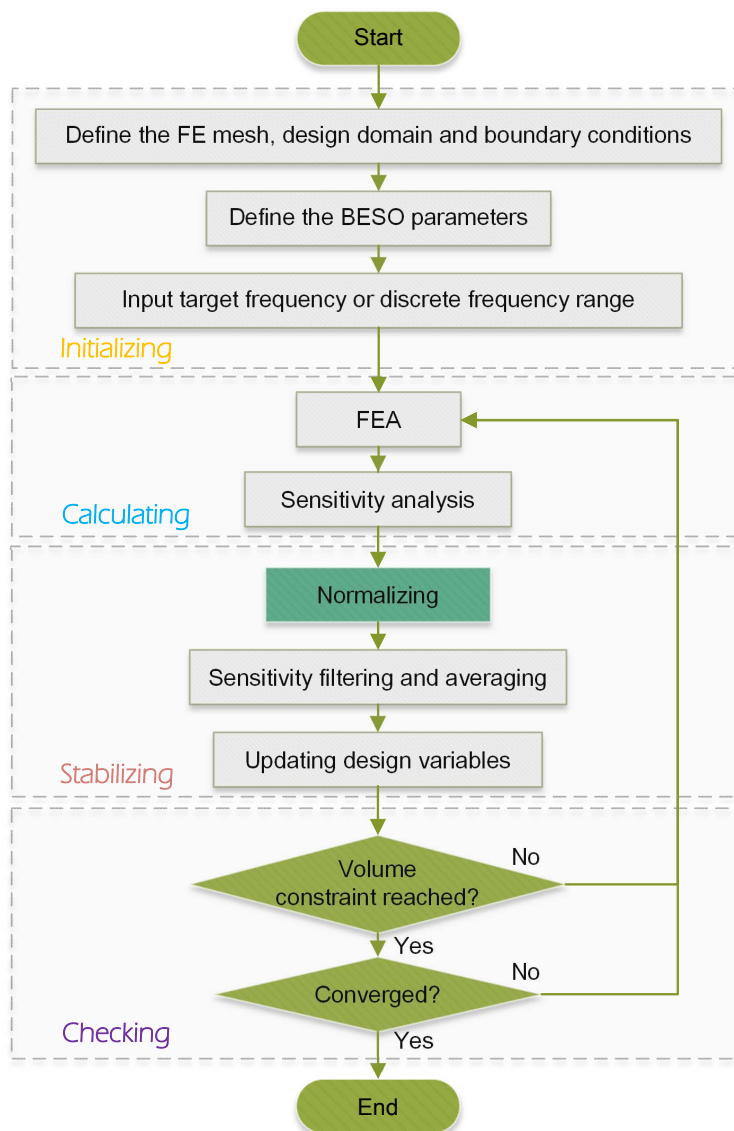 Start
Define the FE mesh, design domain and boundary conditions
Define the BESO parameters
Input target frequency or discrete frequency range
Initializing
FEA
Sensitivity analysis
Calculating
Normalizing
Sensitivity filtering and averaging
Updating design variables
Stabilizing
Volume
constraint reached?
No
Yes
Converged?
No
Checking
Yes
End